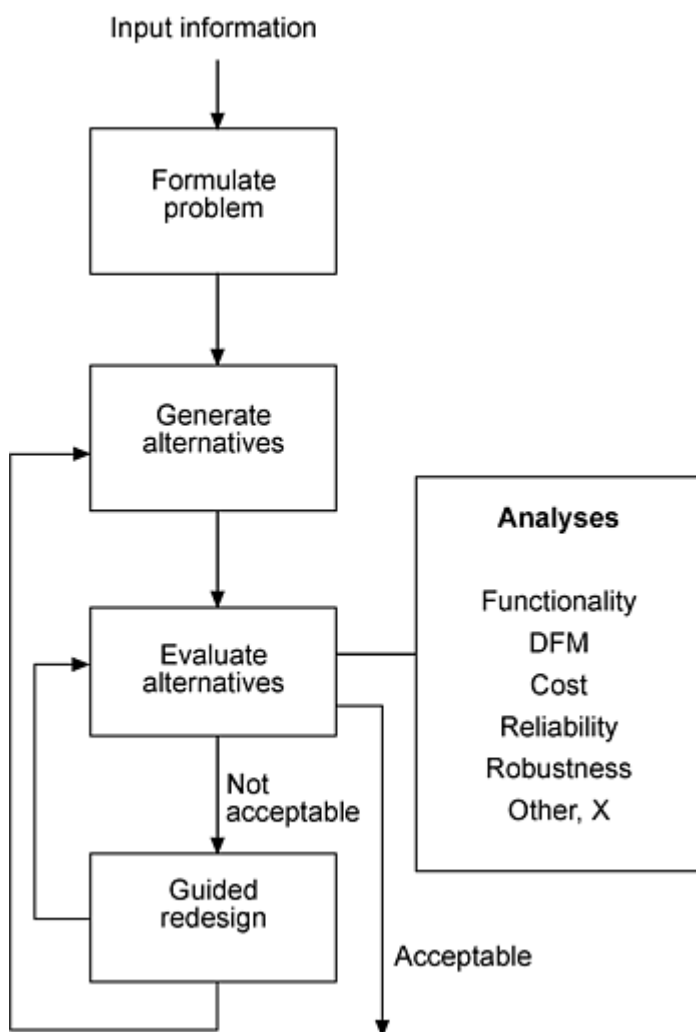 Input information
Formulate
problem
Generate
alternatives
Evaluate
alternatives
Not
acceptable
Guided
redesign
Acceptable
Analyses
Functionality
DFM
Cost
Reliability
Robustness
Other, X